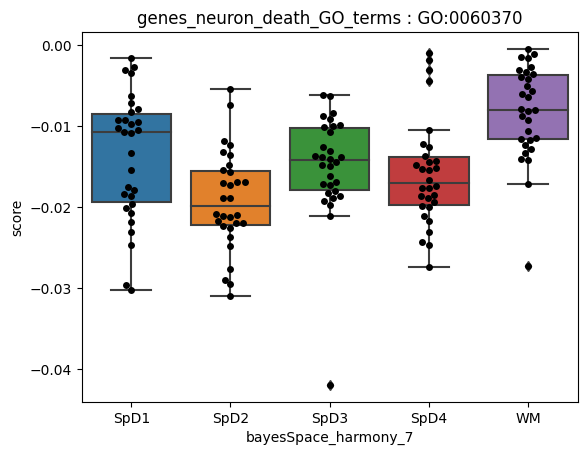 genes_neuron_death_GO_terms : GO:0060370
score
0.00
−0.01
−0.02
−0.03
−0.04
SpD1 SpD2 SpD3 SpD4 WM
bayesSpace_harmony_7